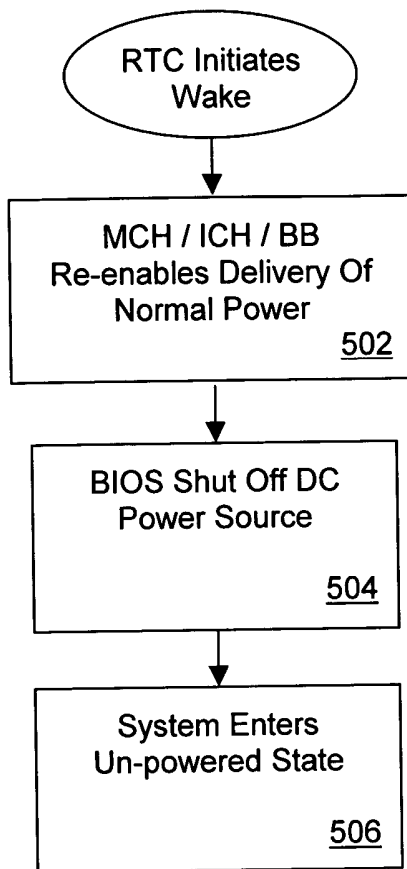 RTC Initiates
Wake
MCH / ICH / BB
Re-enables Delivery Of
Normal Power
502
BIOS Shut Off DC
Power Source
504
System Enters
Un-powered State
506